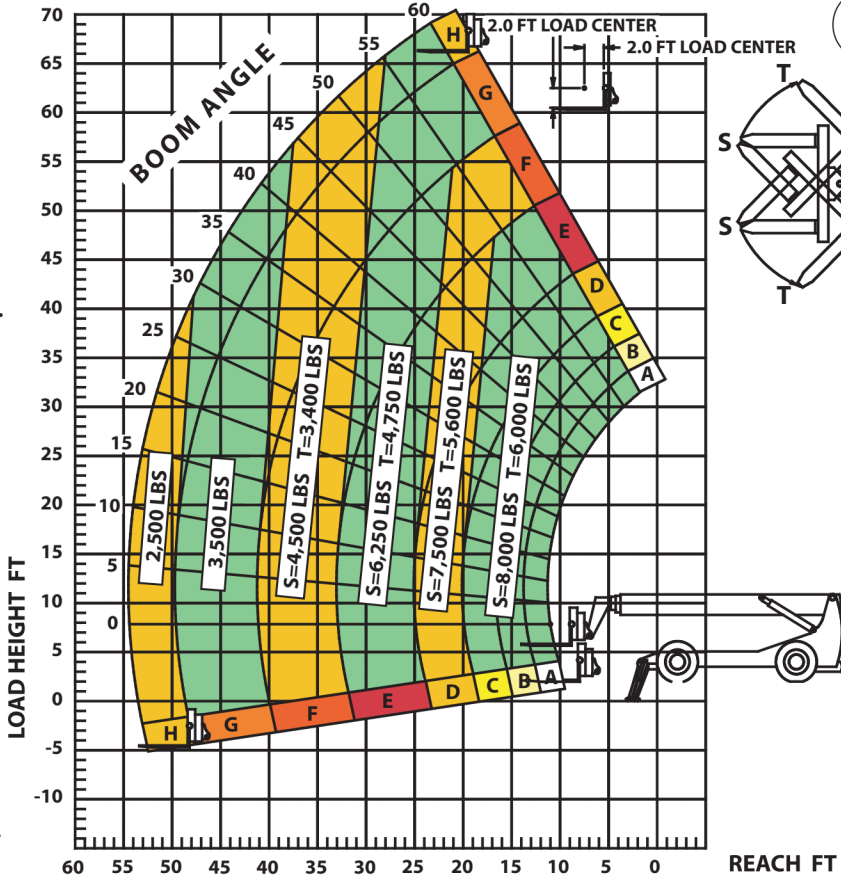 70
65
60
55
50
45
40
35
30
25
20
15
10
5
0
-5
-10
LOAD HEIGHT FT
60
55
50
45
40
35
30
25
20
15
10
5
0
BOOM ANGLE
2.0 FT LOAD CENTER
2.0 FT LOAD CENTER
H
G
F
E
D
C
B
A
T
S
S
T
2,500 LBS
3,500 LBS
S=4,500 LBS T=3,400 LBS
S=6,250 LBS T=4,750 LBS
S=7,500 LBS T=5,600 LBS
S=8,000 LBS T=6,000 LBS
H
G
F
E
D
C
B
A
60
55
50
45
40
35
30
25
20
15
10
5
0
REACH FT